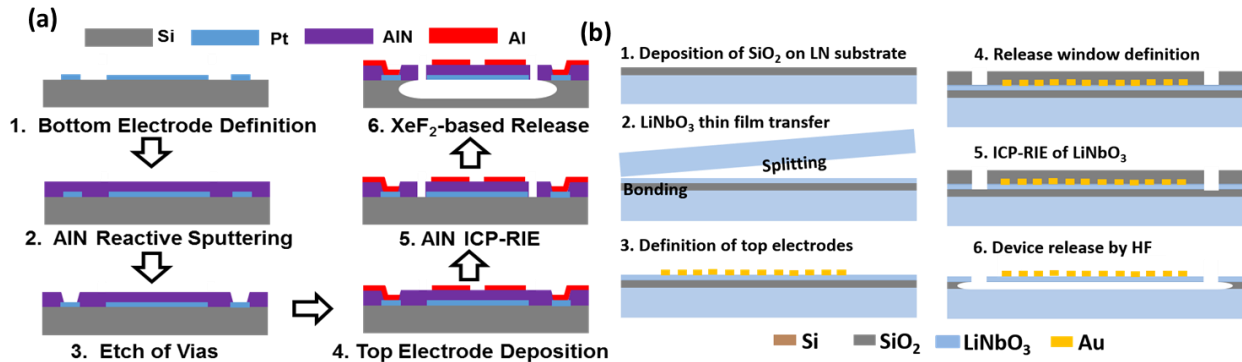 (a)
Si Pt AlN Al
1. Bottom Electrode Definition
2. AlN Reactive Sputtering
3. Etch of Vias
4. Top Electrode Deposition
5. AlN ICP-RIE
6. XeF₂-based Release
(b)
1. Deposition of SiO₂ on LN substrate
2. LiNbO₃ thin film transfer
Splitting
Bonding
3. Definition of top electrodes
4. Release window definition
5. ICP-RIE of LiNbO₃
6. Device release by HF
Si SiO₂ LiNbO₃ Au